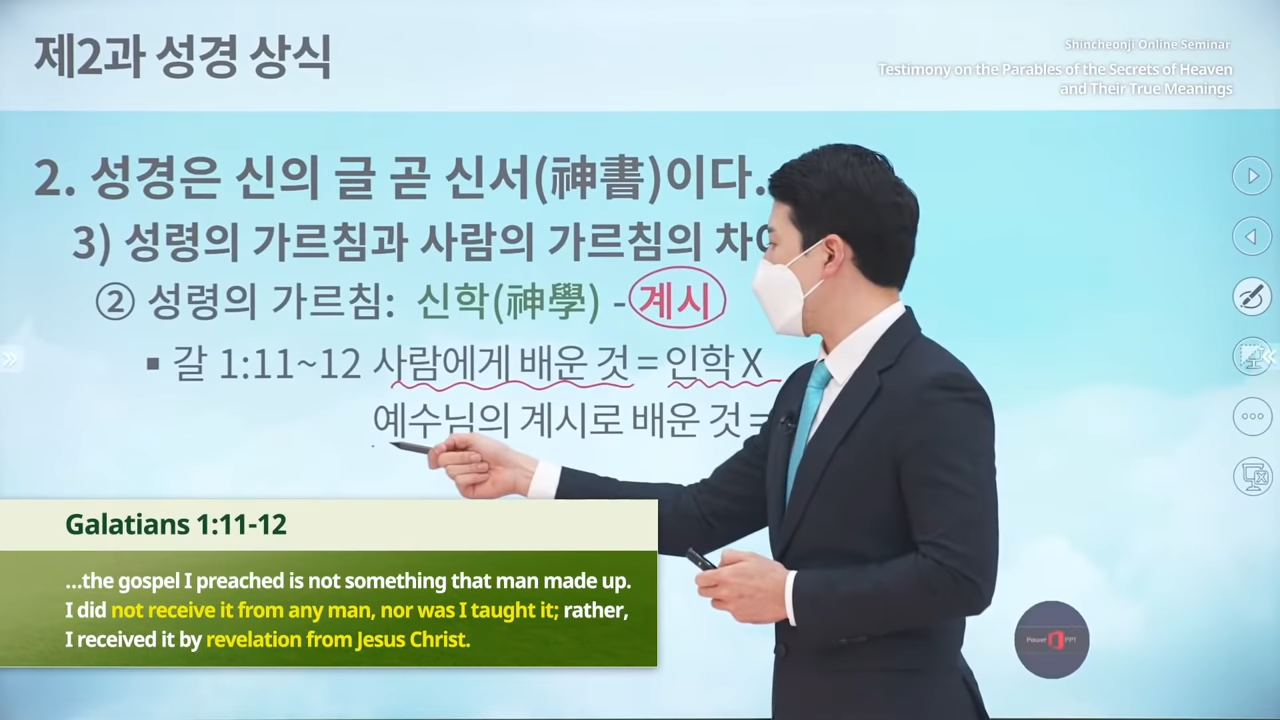 제2과 성경 상식
Shincheonji Online Seminar
Testimony on the Parables of the Secrets of Heaven
and Their True Meanings
2. 성경은 신의 글 곧 신서(神書)이다.
3) 성령의 가르침과 사람의 가르침의
② 성령의 가르침: 신학(神學) - 계시
▪ 갈 1:11~12 사람에게 배운 것 = 인학 X
예수님의 계시로 배운 것 =
Galatians 1:11-12
...the gospel I preached is not something that man made up.
I did not receive it from any man, nor was I taught it; rather,
I received it by revelation from Jesus Christ.
Power PPT